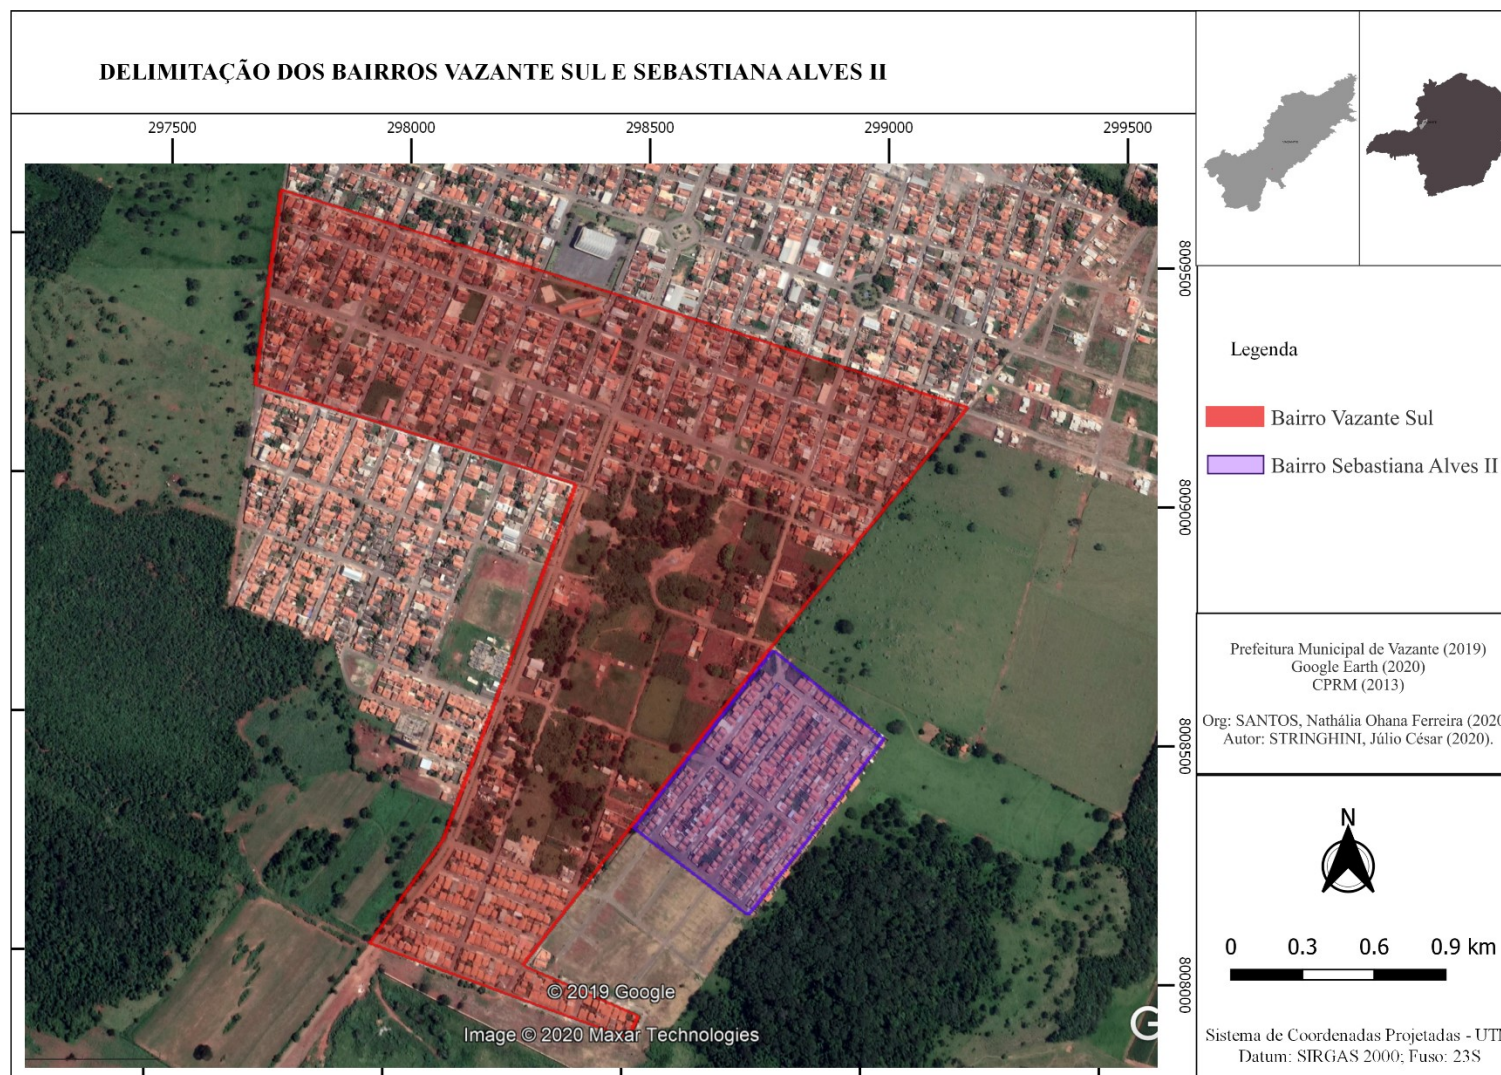 DELIMITAÇÃO DOS BAIRROS VAZANTE SUL E SEBASTIANA ALVES II
297500 298000 298500 299000 299500
8009500
8009000
8008500
8008000
Legenda
Bairro Vazante Sul
Bairro Sebastiana Alves II
Prefeitura Municipal de Vazante (2019)
Google Earth (2020)
CPRM (2013)
Org: SANTOS, Nathália Ohana Ferreira (2020
Autor: STRINGHINI, Júlio César (2020).
N
0 0.3 0.6 0.9 km
Sistema de Coordenadas Projetadas - UTM
Datum: SIRGAS 2000; Fuso: 23S
© 2019 Google
Image © 2020 Maxar Technologies
G